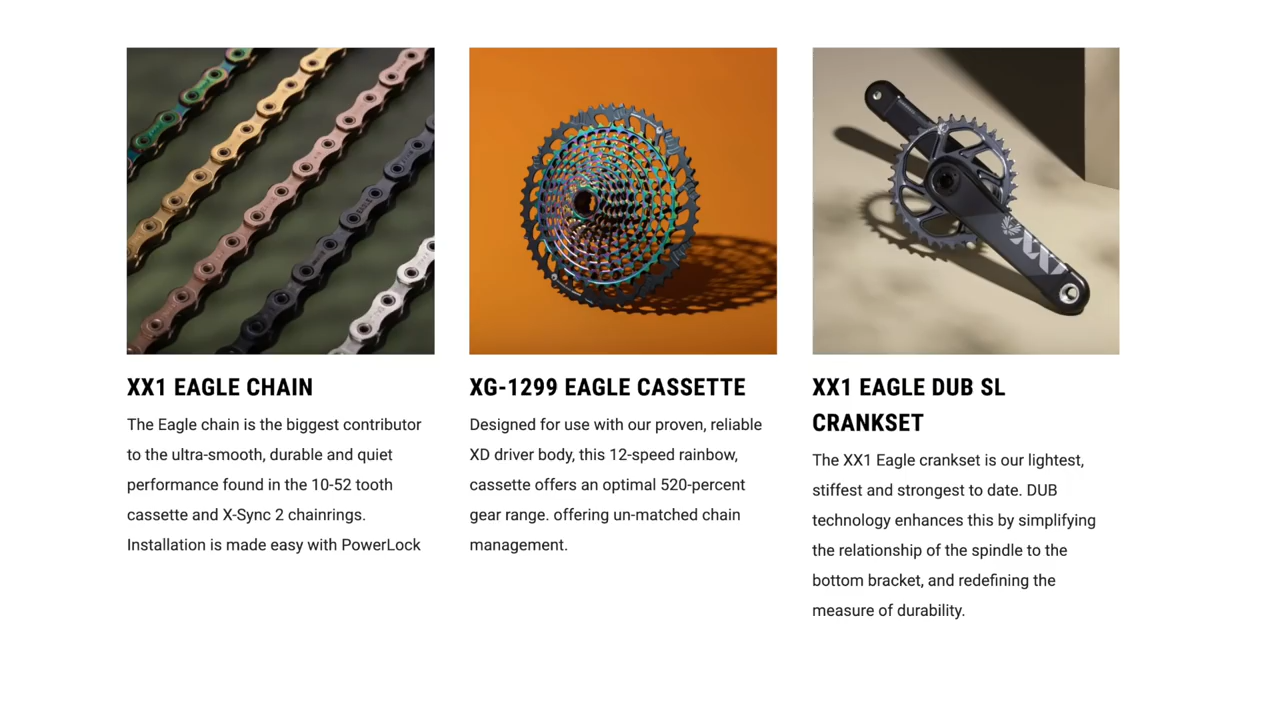 XX1
XX1 EAGLE CHAIN
The Eagle chain is the biggest contributor
to the ultra-smooth, durable and quiet
performance found in the 10-52 tooth
cassette and X-Sync 2 chainrings.
Installation is made easy with PowerLock
XG-1299 EAGLE CASSETTE
Designed for use with our proven, reliable
XD driver body, this 12-speed rainbow,
cassette offers an optimal 520-percent
gear range. offering un-matched chain
management.
XX1 EAGLE DUB SL
CRANKSET
The XX1 Eagle crankset is our lightest,
stiffest and strongest to date. DUB
technology enhances this by simplifying
the relationship of the spindle to the
bottom bracket, and redefining the
measure of durability.